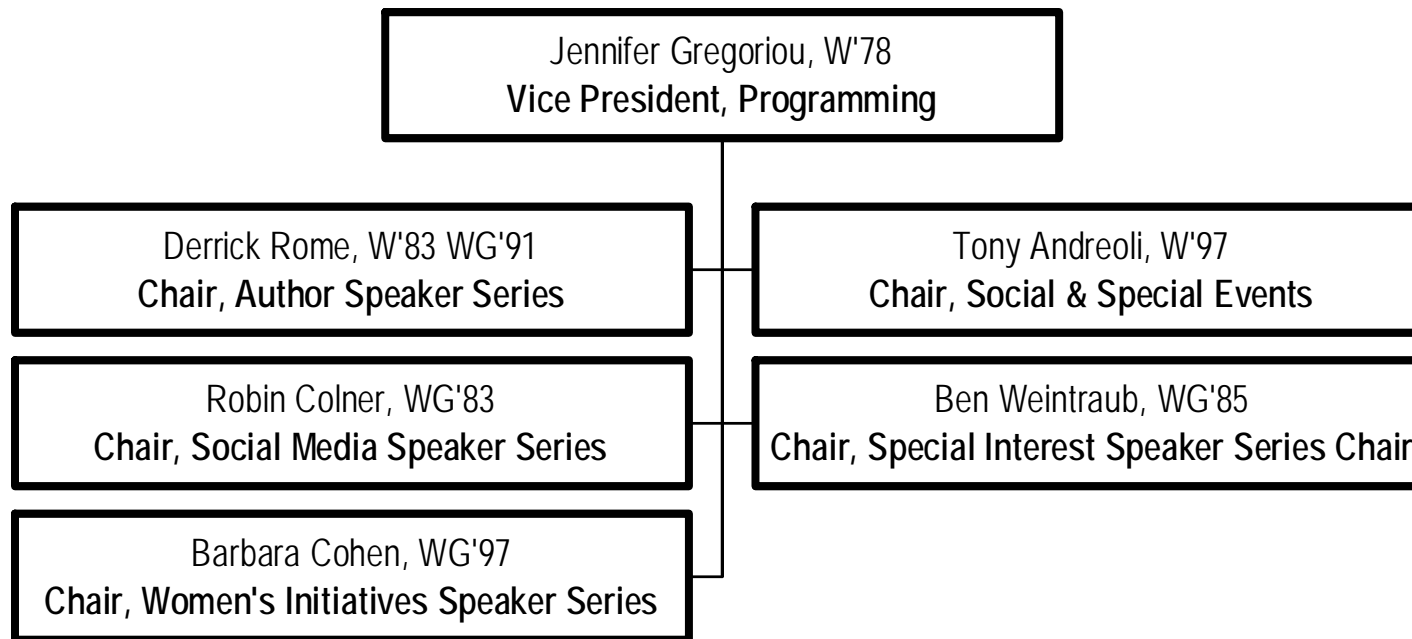 Jennifer Gregoriou, W'78
Vice President, Programming
Derrick Rome, W'83 WG'91
Chair, Author Speaker Series
Tony Andreoli, W'97
Chair, Social & Special Events
Robin Colner, WG'83
Chair, Social Media Speaker Series
Ben Weintraub, WG'85
Chair, Special Interest Speaker Series Chair
Barbara Cohen, WG'97
Chair, Women's Initiatives Speaker Series